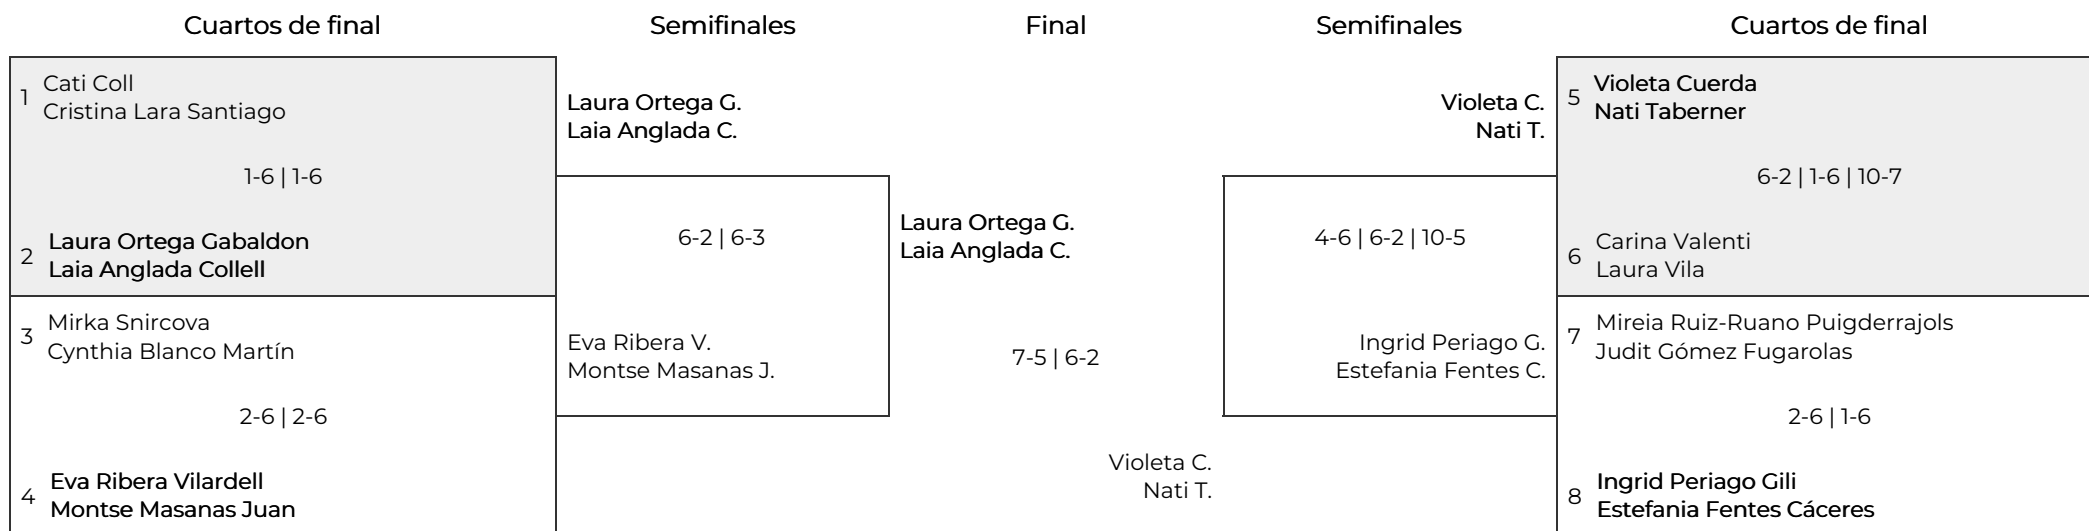 Cuartos de final
Semifinales
Final
Semifinales
Cuartos de final
1
Cati Coll
Cristina Lara Santiago
1-6 | 1-6
2
Laura Ortega Gabaldon
Laia Anglada Collell
3
Mirka Snircova
Cynthia Blanco Martín
2-6 | 2-6
4
Eva Ribera Vilardell
Montse Masanas Juan
Laura Ortega G.
Laia Anglada C.
6-2 | 6-3
Eva Ribera V.
Montse Masanas J.
Laura Ortega G.
Laia Anglada C.
7-5 | 6-2
Violeta C.
Nati T.
Violeta C.
Nati T.
4-6 | 6-2 | 10-5
Ingrid Periago G.
Estefania Fentes C.
5
Violeta Cuerda
Nati Taberner
6-2 | 1-6 | 10-7
6
Carina Valenti
Laura Vila
7
Mireia Ruiz-Ruano Puigderrajols
Judit Gómez Fugarolas
2-6 | 1-6
8
Ingrid Periago Gili
Estefania Fentes Cáceres